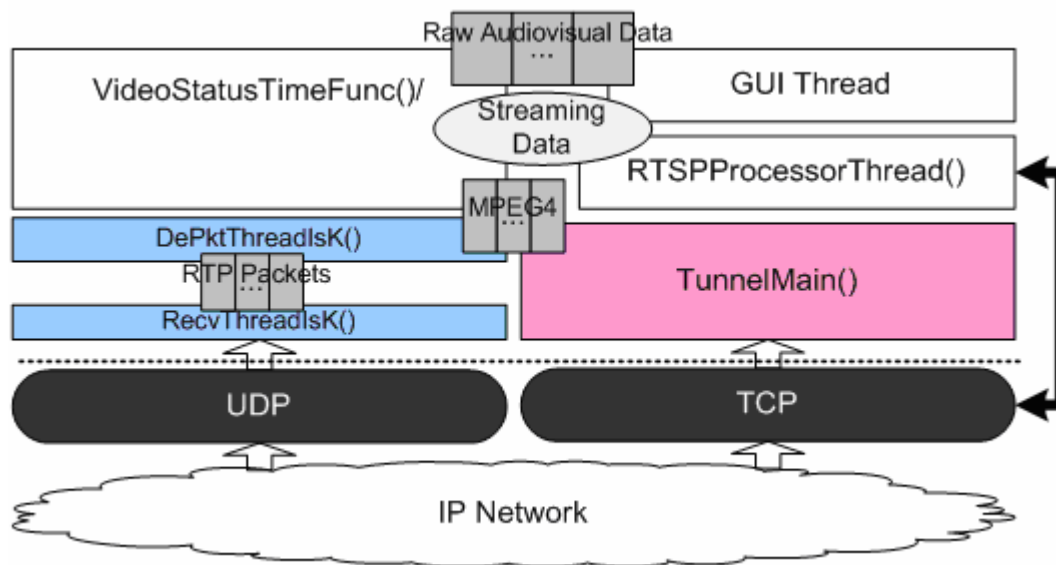 Raw Audiovisual Data
...
VideoStatusTimeFunc()/
GUI Thread
Streaming
Data
RTSPProcessorThread()
MPEG4
...
DePktThreadIsK()
RTP Packets
...
TunnelMain()
RecvThreadIsK()
UDP
TCP
IP Network